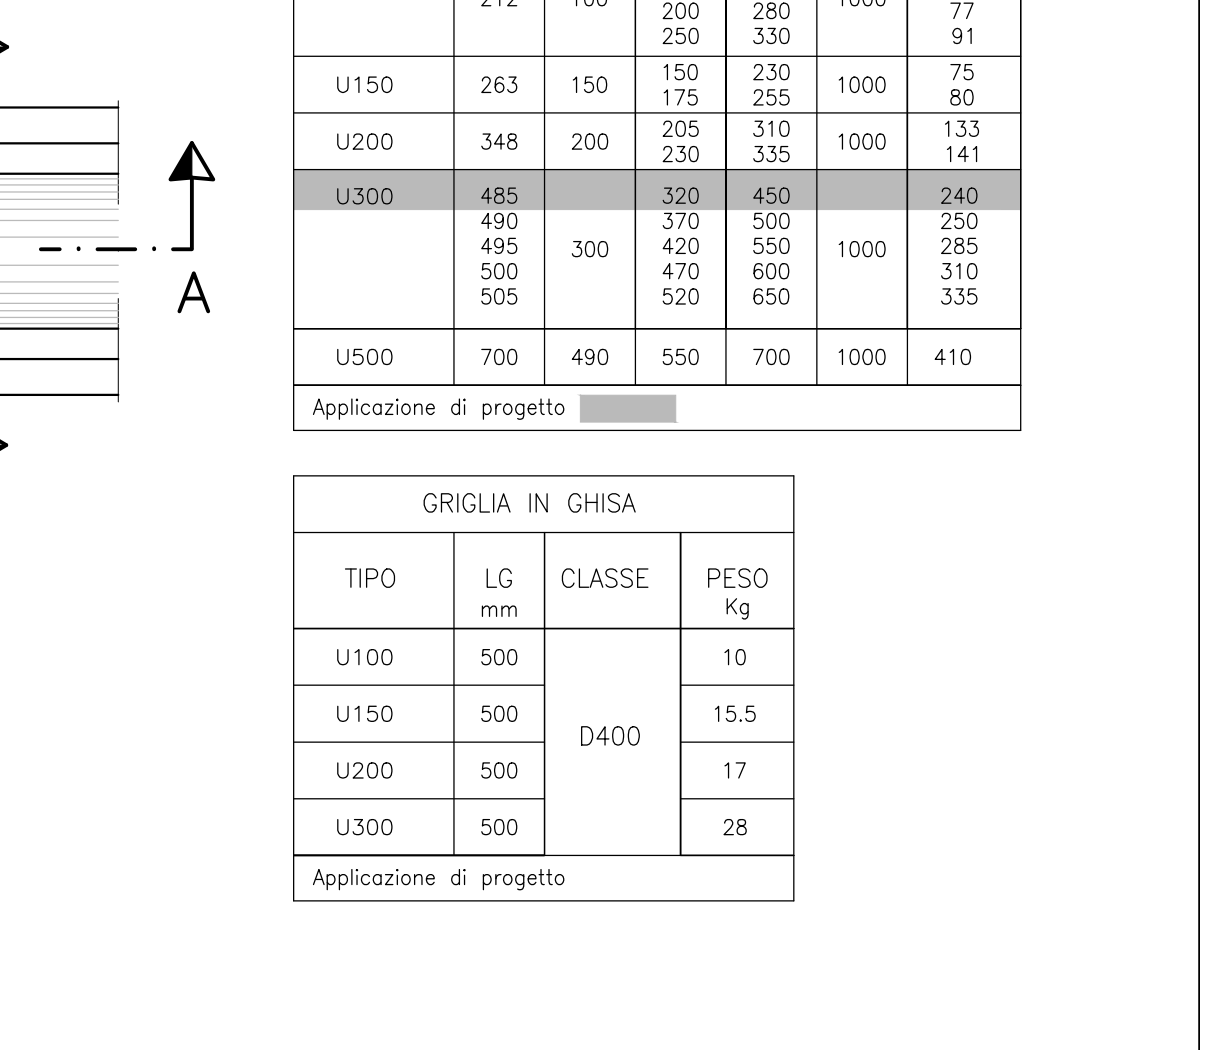 200 280 77
250 330 91
U150 263 150 150 230 1000 75
175 255 80
U200 348 200 205 310 1000 133
230 335 141
U300 485 320 450 240
490 370 500 250
495 300 420 550 1000 285
500 470 600 310
505 520 650 335
U500 700 490 550 700 1000 410
Applicazione di progetto
A
GRIGLIA IN GHISA
TIPO LG CLASSE PESO
mm Kg
U100 500 10
U150 500 15.5
D400
U200 500 17
U300 500 28
Applicazione di progetto